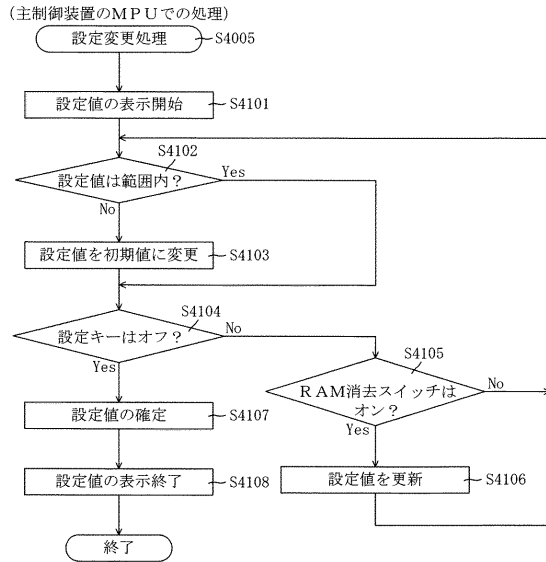 （主制御装置のＭＰＵでの処理）
設定変更処理
S4005
設定値の表示開始
S4101
S4102
設定値は範囲内？
Yes
No
設定値を初期値に変更
S4103
S4104
設定キーはオフ？
No
Yes
S4105
ＲＡＭ消去スイッチは
オン？
No
Yes
設定値の確定
S4107
設定値を更新
S4106
設定値の表示終了
S4108
終了